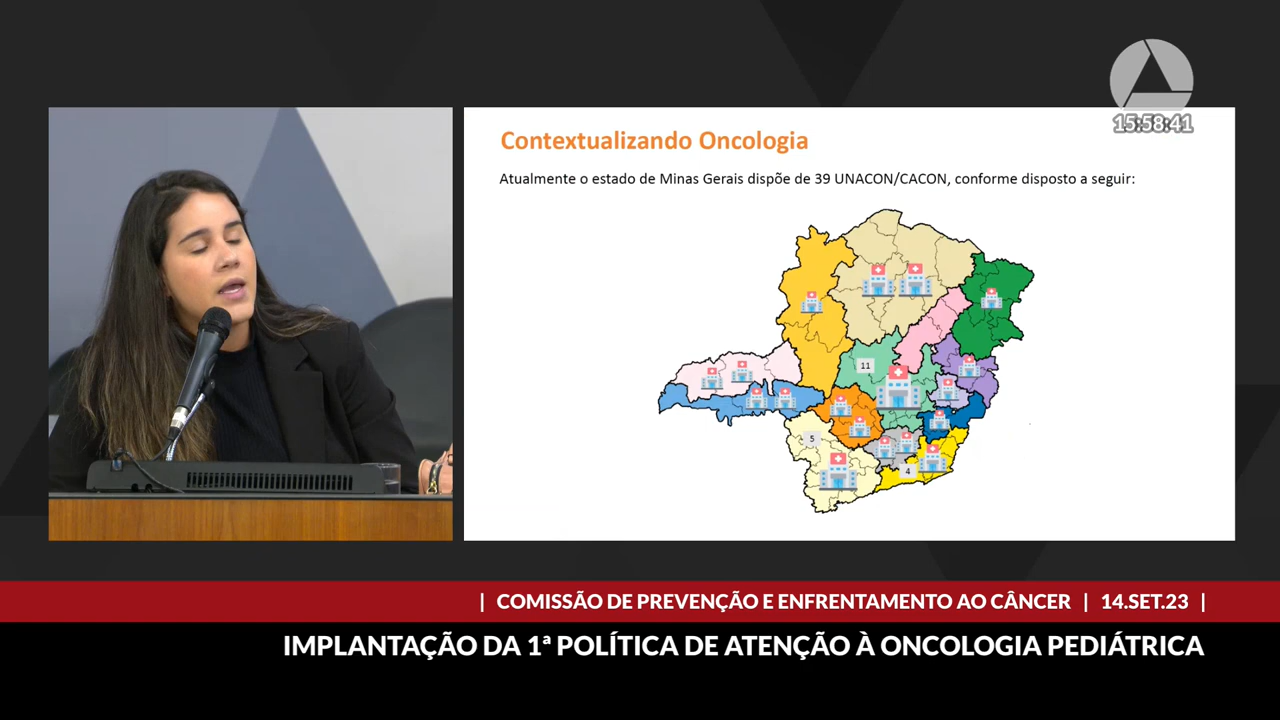 15:58:41
Contextualizando Oncologia
Atualmente o estado de Minas Gerais dispõe de 39 UNACON/CACON, conforme disposto a seguir:
11
5
4
| COMISSÃO DE PREVENÇÃO E ENFRENTAMENTO AO CÂNCER | 14.SET.23 |
IMPLANTAÇÃO DA 1ª POLÍTICA DE ATENÇÃO À ONCOLOGIA PEDIÁTRICA